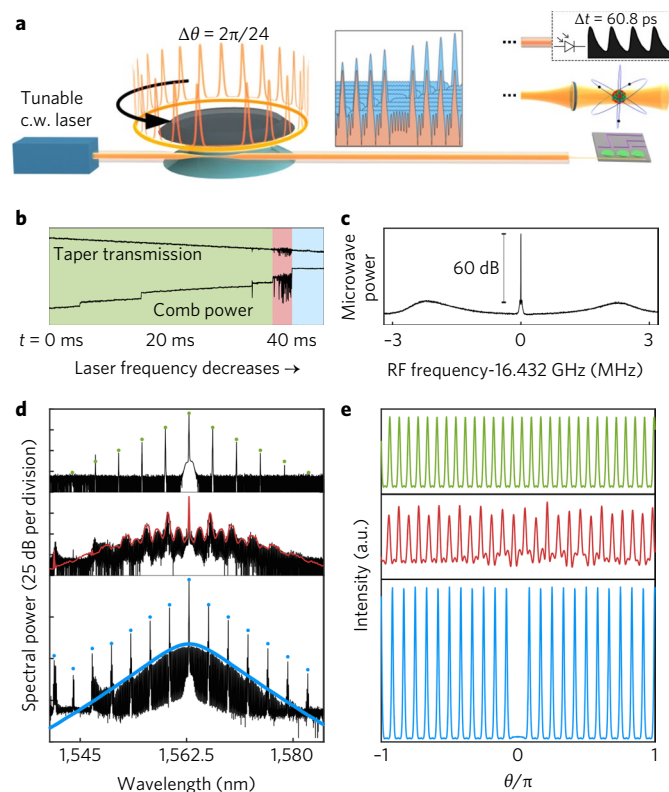 a
Δθ = 2π/24
Tunable
c.w. laser
Δt = 60.8 ps
b
Taper transmission
Comb power
t = 0 ms
20 ms
40 ms
Laser frequency decreases →
c
Microwave
power
60 dB
−3
0
3
RF frequency-16.432 GHz (MHz)
d
Spectral power (25 dB per division)
1,545
1,562.5
1,580
Wavelength (nm)
e
Intensity (a.u.)
−1
0
1
θ/π